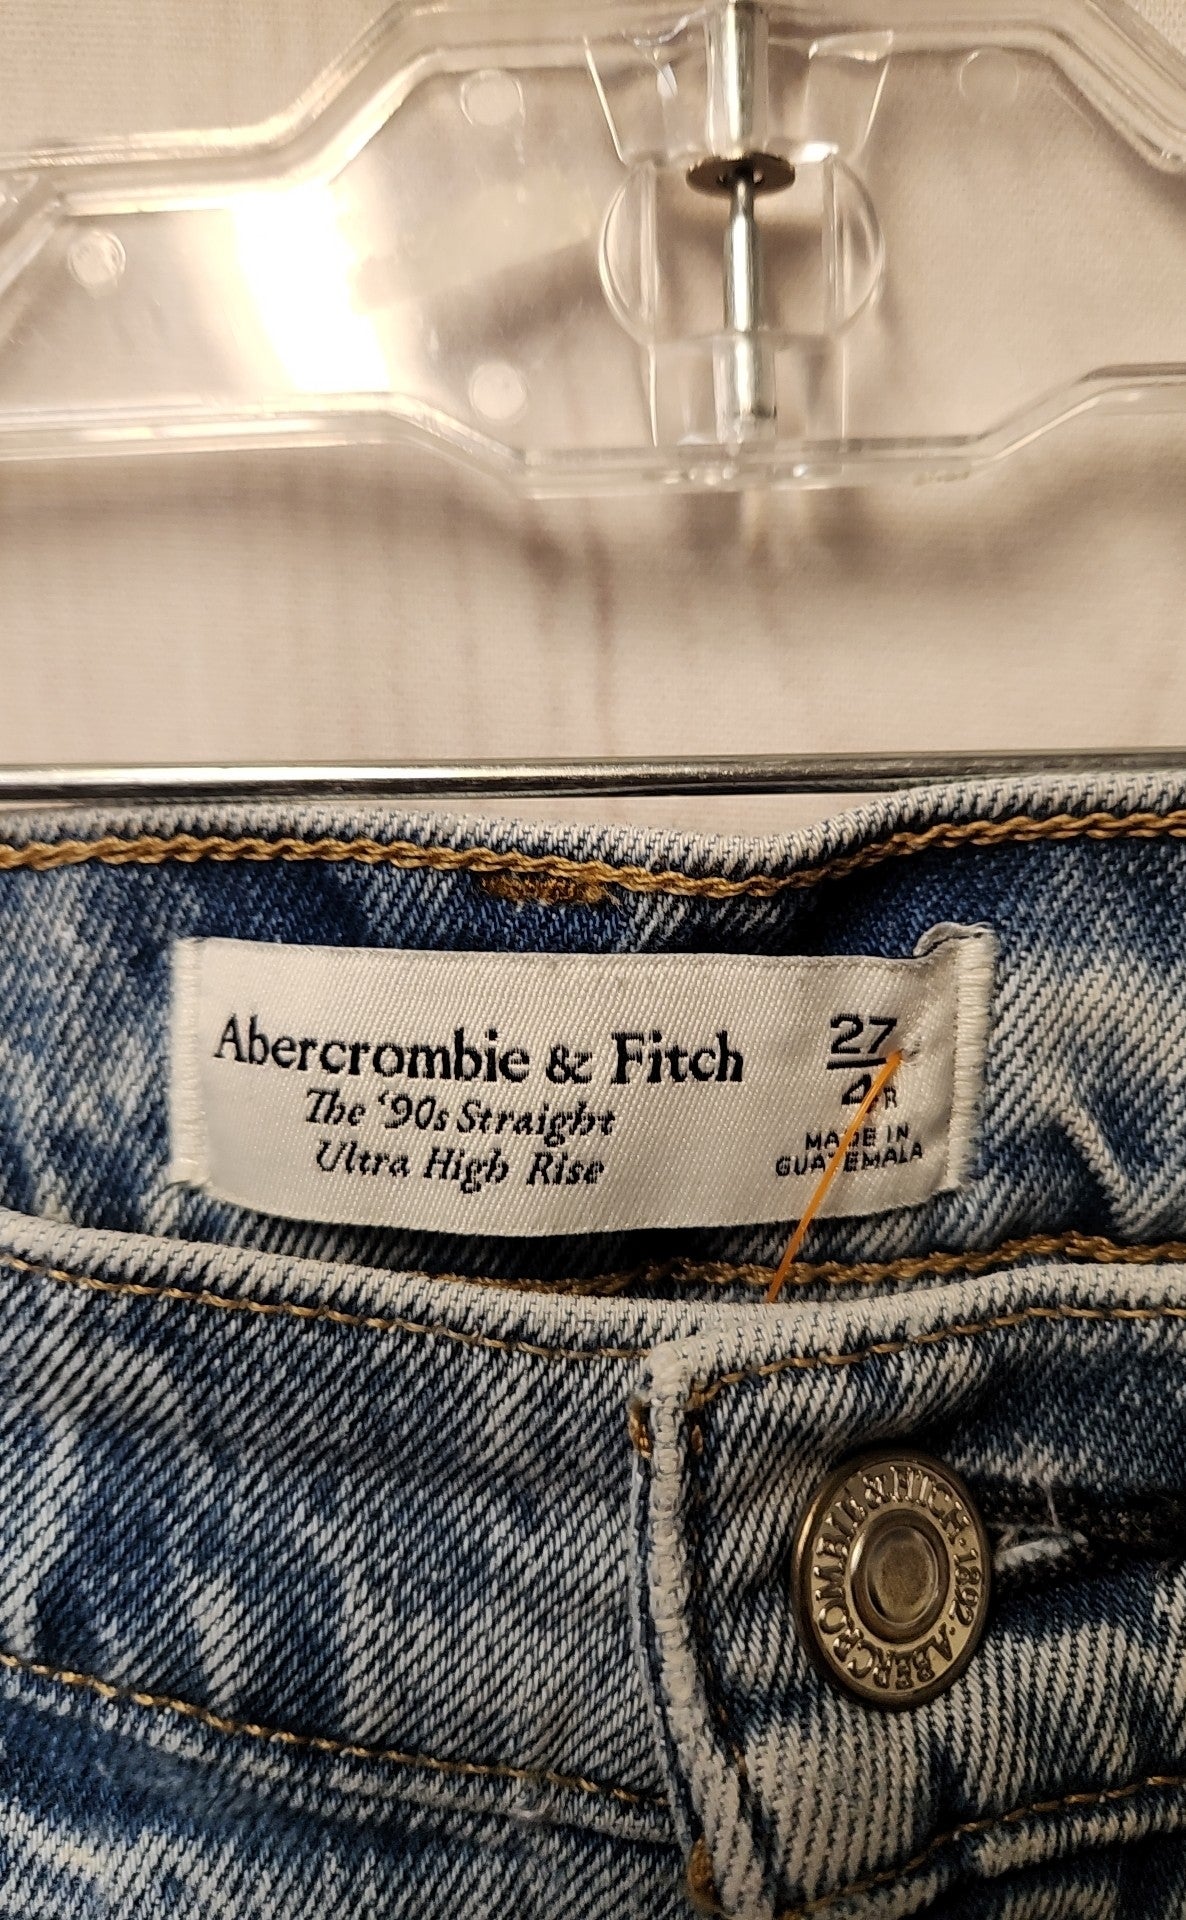 Abercrombie & Fitch
The '90s Straight
Ultra High Rise
27
4R
MADE IN
GUATEMALA
ABERCROMBIE & FITCH · 1892 ·